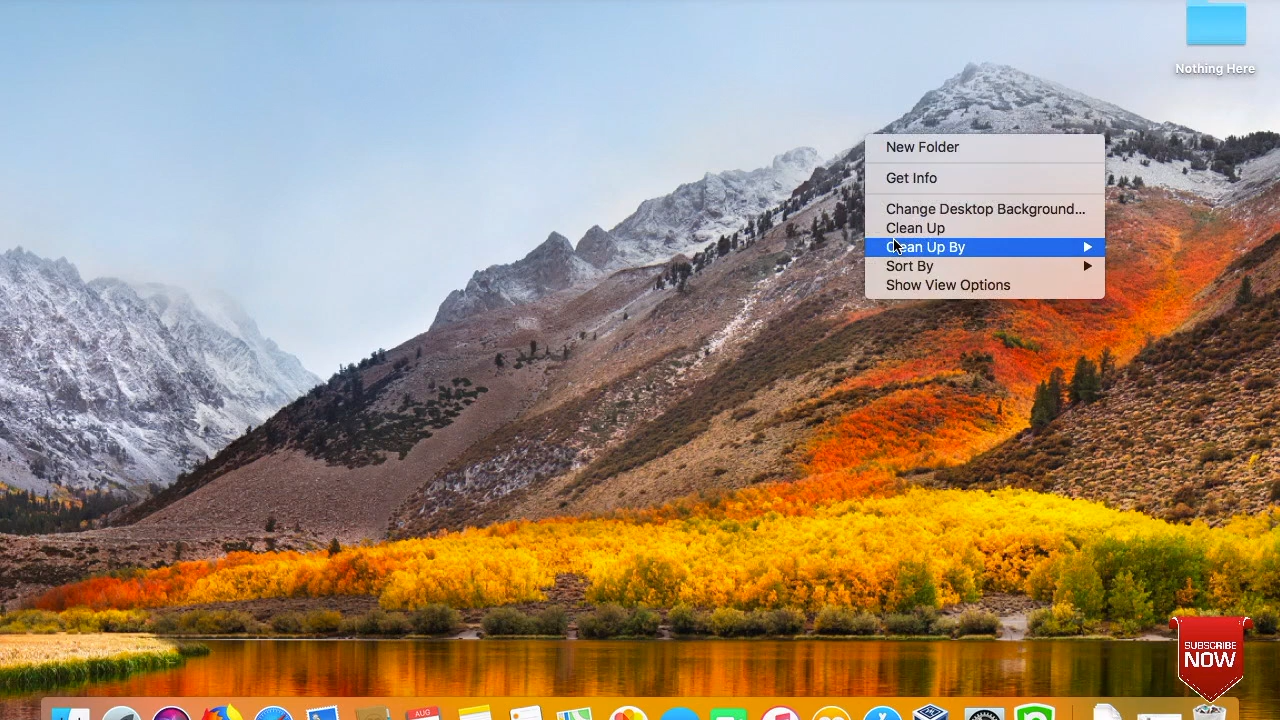 Nothing Here
New Folder
Get Info
Change Desktop Background...
Clean Up
Clean Up By
Sort By
Show View Options
SUBSCRIBE
NOW
AUG